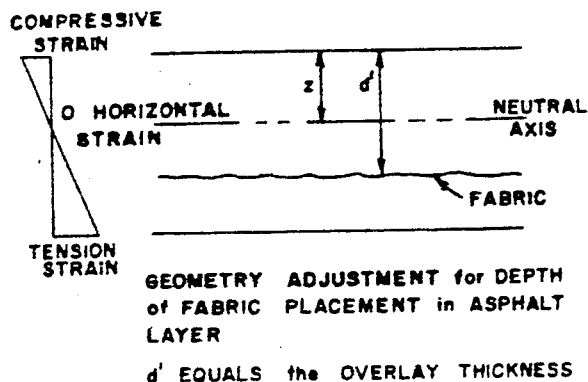 COMPRESSIVE
STRAIN
z
d'
O HORIZONTAL
STRAIN
NEUTRAL
AXIS
FABRIC
TENSION
STRAIN
GEOMETRY ADJUSTMENT for DEPTH
of FABRIC PLACEMENT in ASPHALT
LAYER
d' EQUALS the OVERLAY THICKNESS